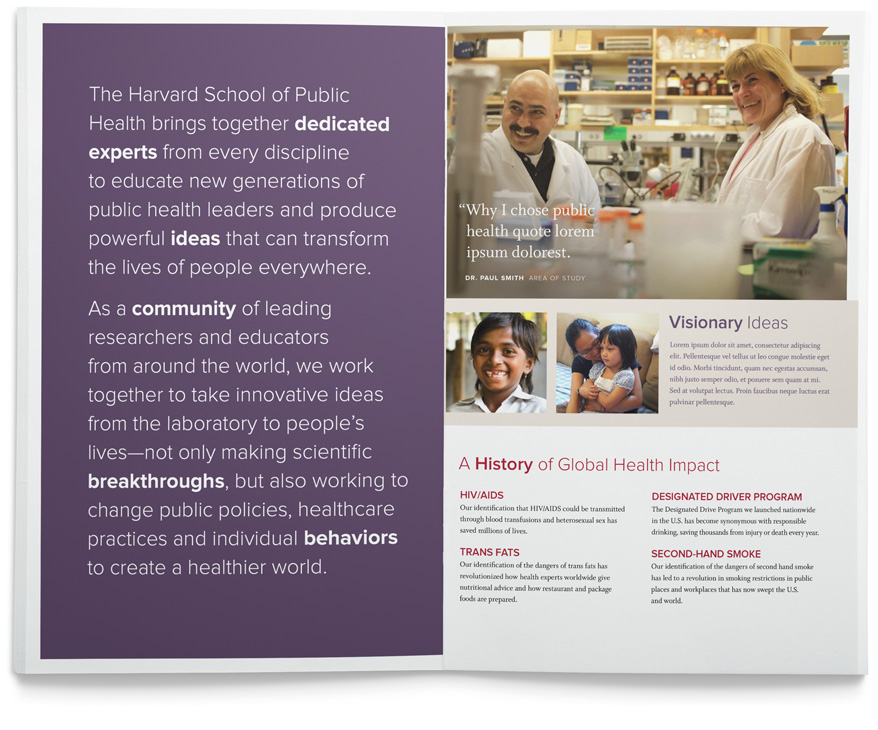 The Harvard School of Public
Health brings together dedicated
experts from every discipline
to educate new generations of
public health leaders and produce
powerful ideas that can transform
the lives of people everywhere.
As a community of leading
researchers and educators
from around the world, we work
together to take innovative ideas
from the laboratory to people's
lives—not only making scientific
breakthroughs, but also working to
change public policies, healthcare
practices and individual behaviors
to create a healthier world.
“Why I chose public
health quote lorem
ipsum dolorest.
DR. PAUL SMITH AREA OF STUDY
Visionary Ideas
Lorem ipsum dolor sit amet, consectetur adipiscing
elit. Pellentesque vel tellus ut leo congue molestie eget
id odio. Morbi tincidunt, quam nec egestas accumsan,
nibh justo semper odio, et posuere sem quam at mi.
Sed at volutpat lectus. Proin faucibus neque luctus erat
pulvinar pellentesque.
A History of Global Health Impact
HIV/AIDS
Our identification that HIV/AIDS could be transmitted
through blood transfusions and heterosexual sex has
saved millions of lives.
TRANS FATS
Our identification of the dangers of trans fats has
revolutionized how health experts worldwide give
nutritional advice and how restaurant and package
foods are prepared.
DESIGNATED DRIVER PROGRAM
The Designated Drive Program we launched nationwide
in the U.S. has become synonymous with responsible
drinking, saving thousands from injury or death every year.
SECOND-HAND SMOKE
Our identification of the dangers of second hand smoke
has led to a revolution in smoking restrictions in public
places and workplaces that has now swept the U.S.
and world.